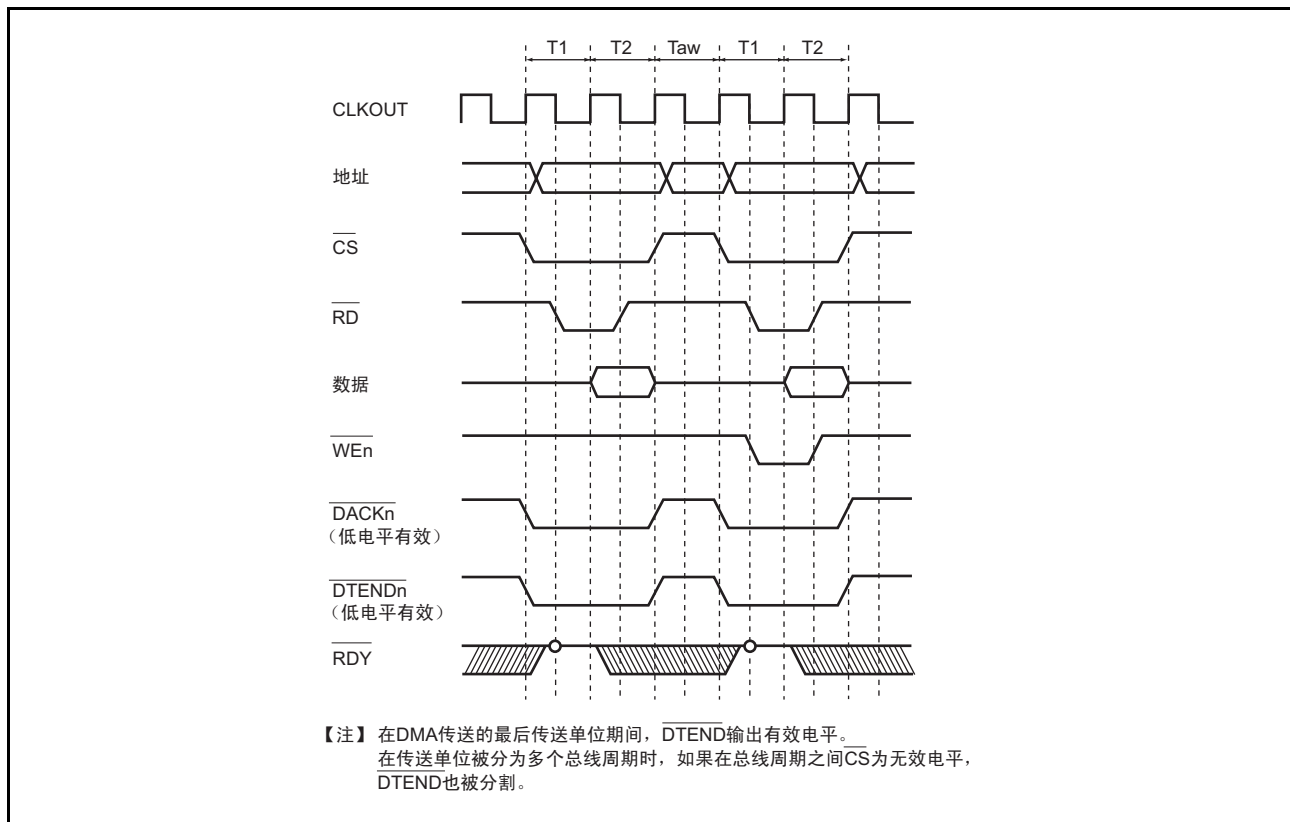 T1 T2 Taw T1 T2
CLKOUT
地址
CS
RD
数据
WEn
DACKn
（低电平有效）
DTENDn
（低电平有效）
RDY
【注】 在DMA传送的最后传送单位期间，DTEND输出有效电平。
在传送单位被分为多个总线周期时，如果在总线周期之间CS为无效电平，
DTEND也被分割。